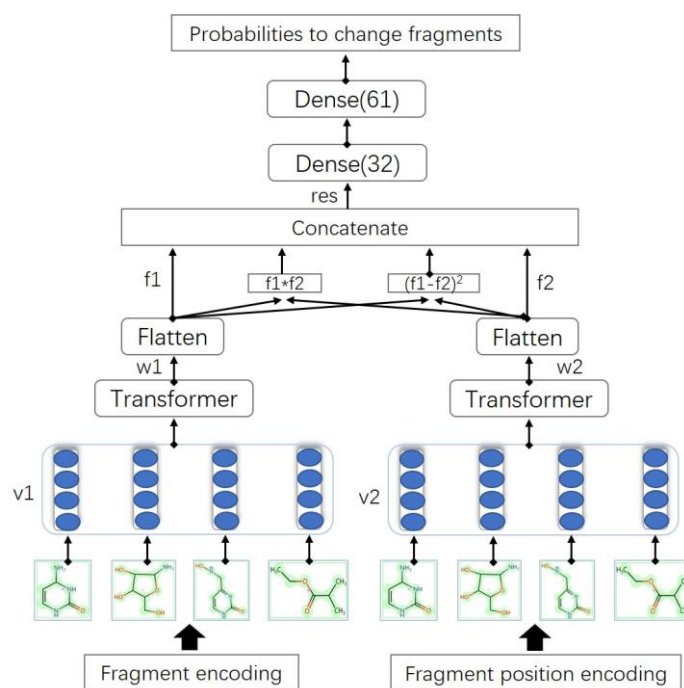 Probabilities to change fragments
Dense(61)
Dense(32)
res
Concatenate
f1
f1*f2
(f1-f2)²
f2
Flatten
Flatten
w1
w2
Transformer
Transformer
v1
v2
Fragment encoding
Fragment position encoding